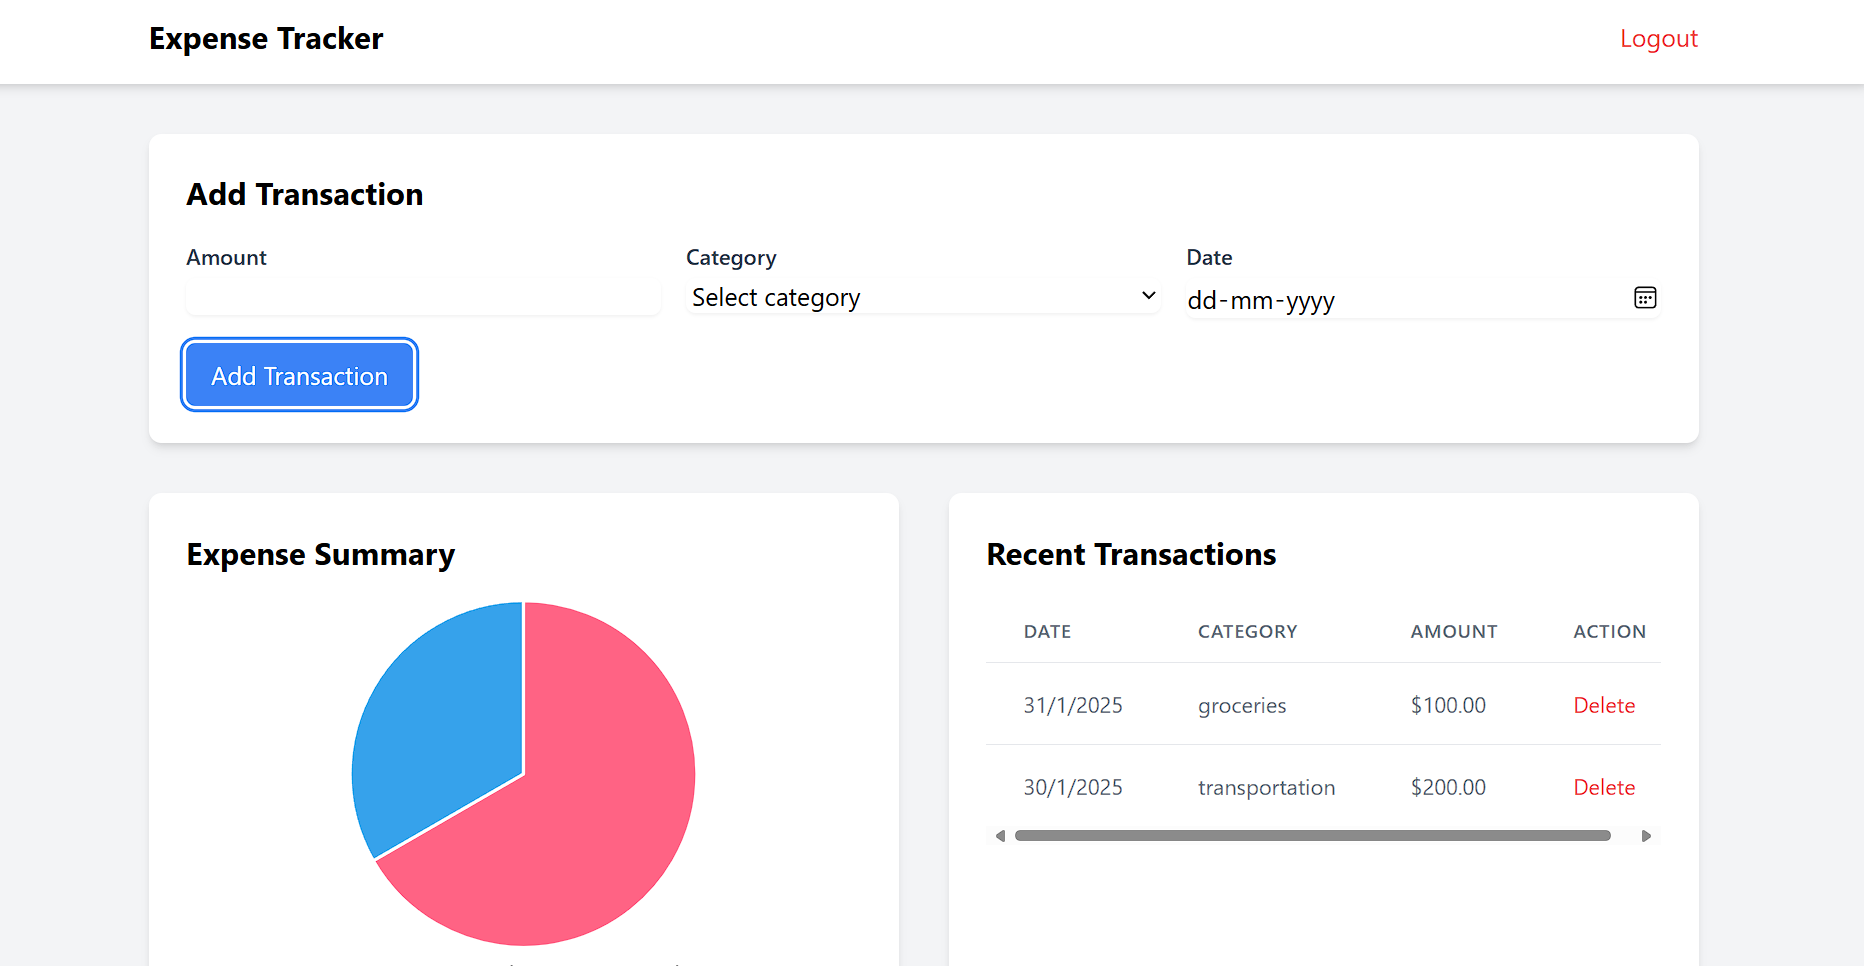 Expense Tracker
Logout
Add Transaction
Amount
Category
Date
Select category
dd-mm-yyyy
Add Transaction
Expense Summary
Recent Transactions
DATE CATEGORY AMOUNT ACTION
31/1/2025 groceries $100.00 Delete
30/1/2025 transportation $200.00 Delete